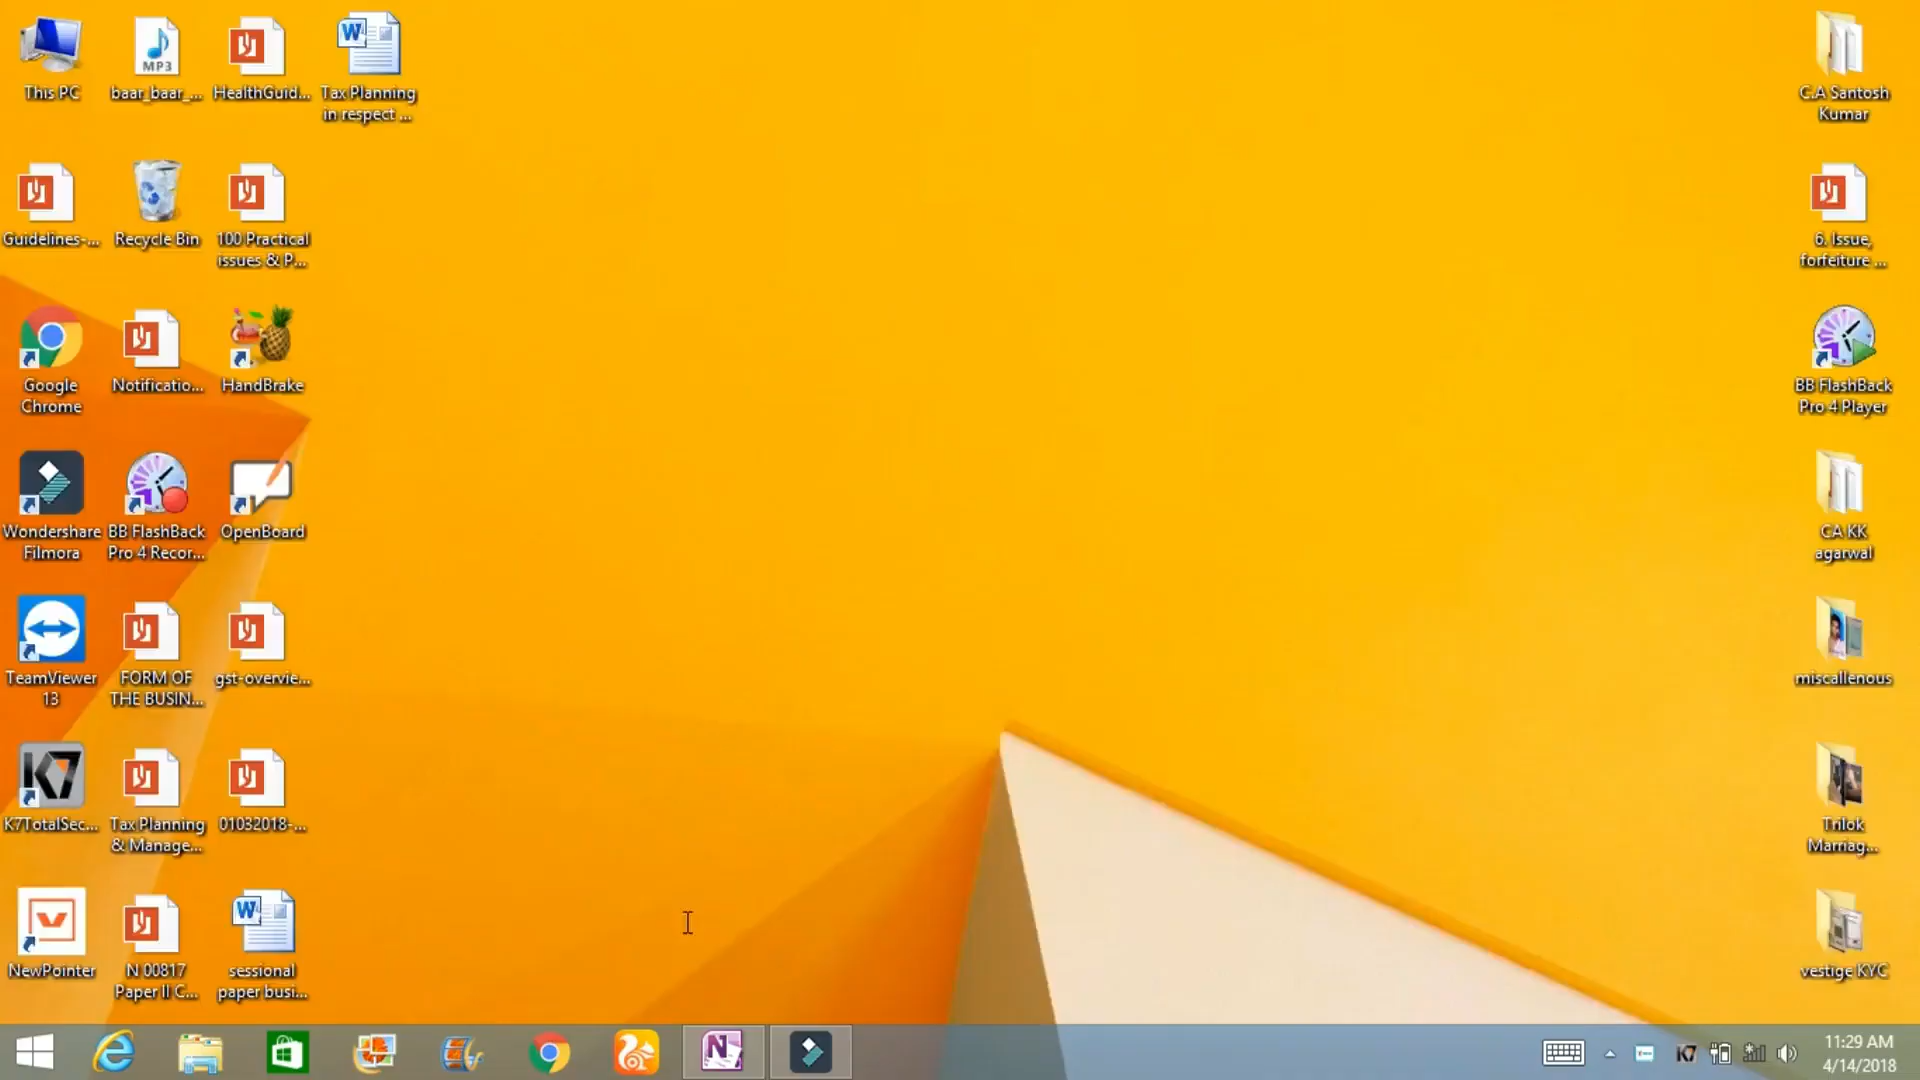 This PC
baar_baar_...
HealthGuid...
Tax Planning
in respect ...
C.A Santosh
Kumar
Guidelines-...
Recycle Bin
100 Practical
issues & P...
6. Issue,
forfeiture ...
Google
Chrome
Notificatio...
HandBrake
BB FlashBack
Pro 4 Player
Wondershare
Filmora
BB FlashBack
Pro 4 Recor...
OpenBoard
CA KK
agarwal
TeamViewer
13
FORM OF
THE BUSIN...
gst-overvie...
miscallenous
K7TotalSec...
Tax Planning
& Manage...
01032018-...
Trilok
Marriag...
NewPointer
N 00817
Paper II C...
sessional
paper busi...
vestige KYC
MP3
K7
11:29 AM
4/14/2018